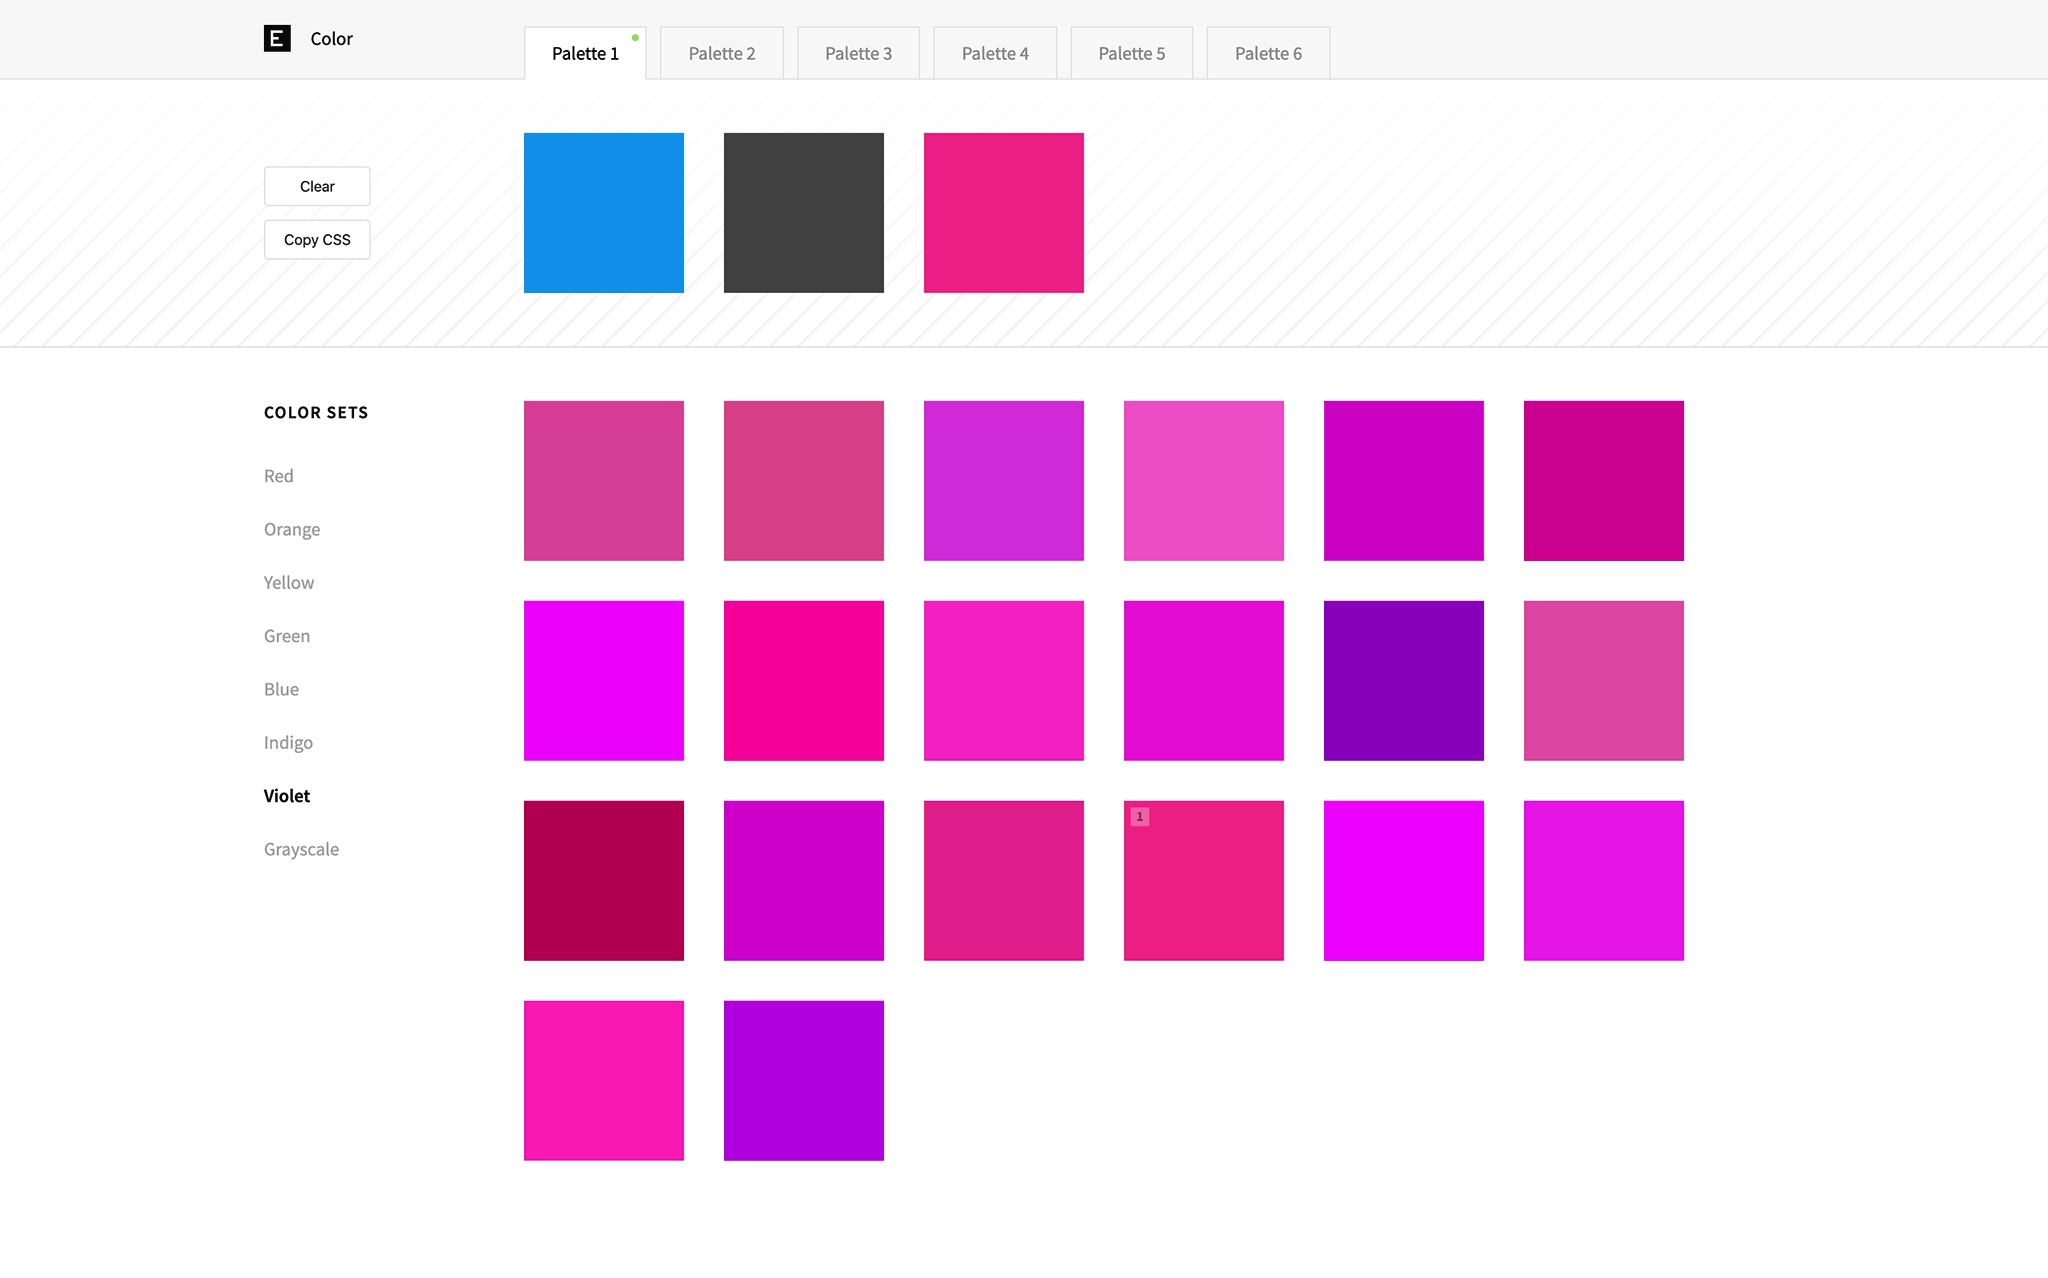 E Color
Palette 1 Palette 2 Palette 3 Palette 4 Palette 5 Palette 6
Clear
Copy CSS
COLOR SETS
Red
Orange
Yellow
Green
Blue
Indigo
Violet
1
Grayscale